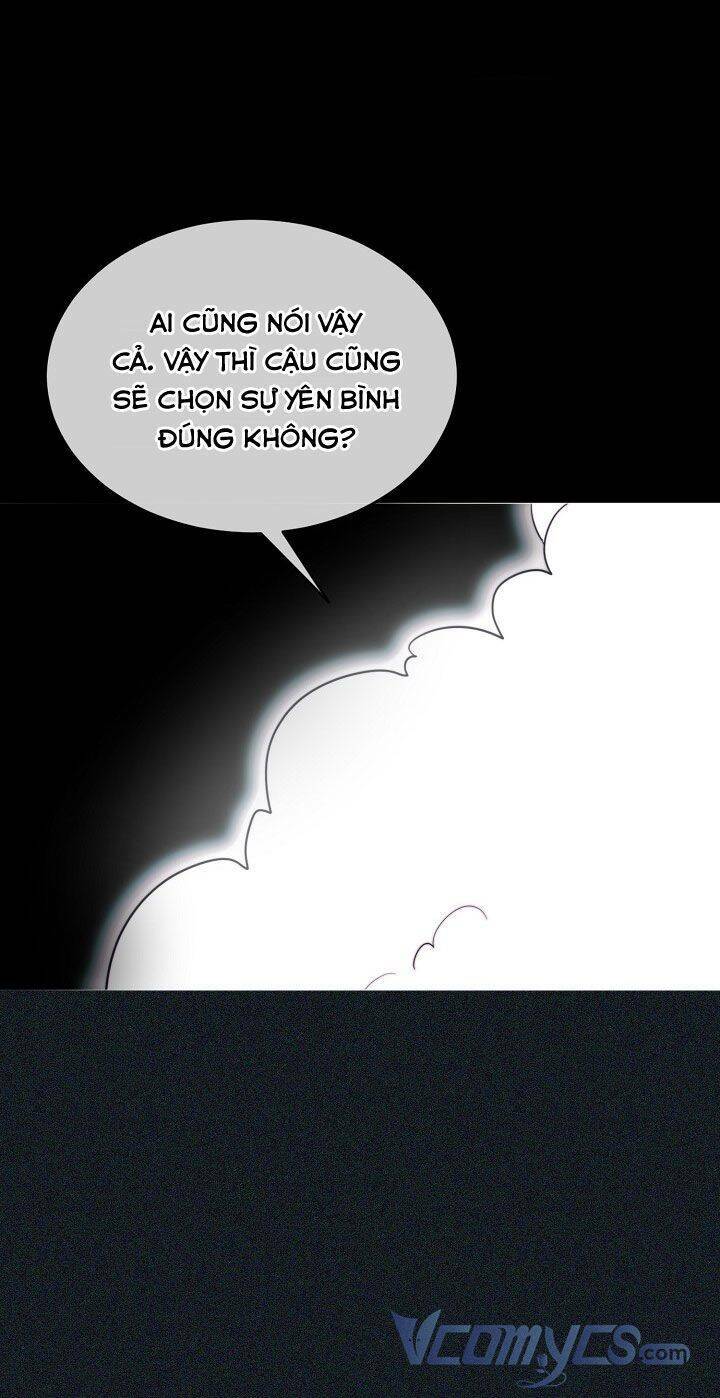 AI CŨNG NÓI VẬY
CẢ. VẬY THÌ CẬU CŨNG
SẼ CHỌN SỰ YÊN BÌNH
ĐÚNG KHÔNG?
VCOMYCS.com